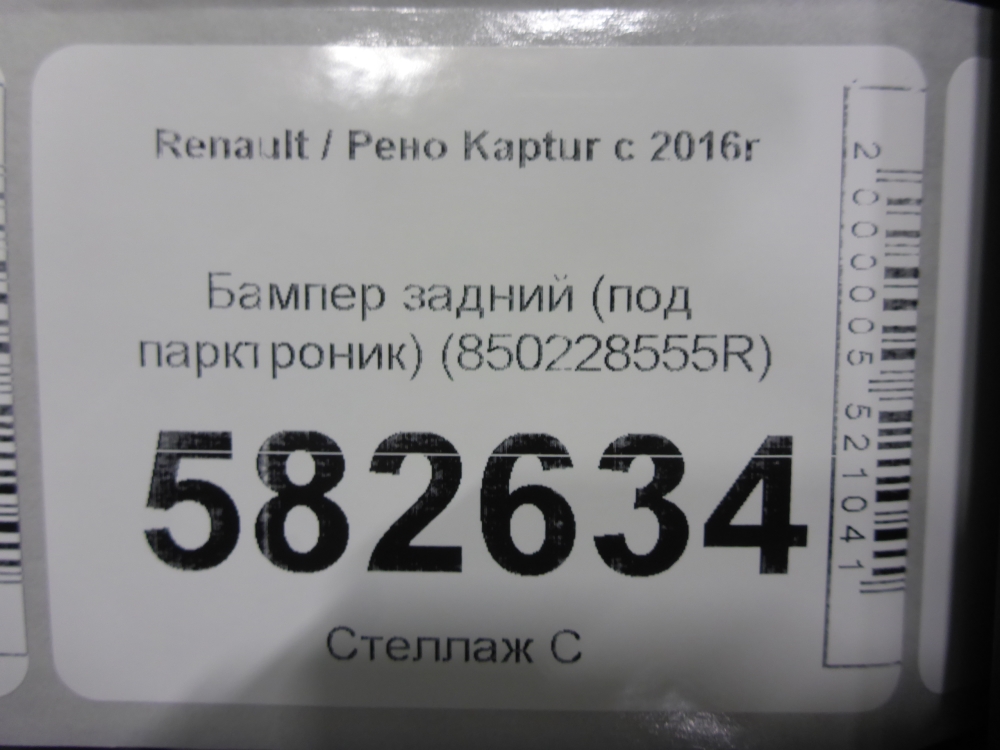 Renault / Рено Kaptur с 2016г
Бампер задний (под
парктроник) (850228555R)
582634
Стеллаж С
2000005521041